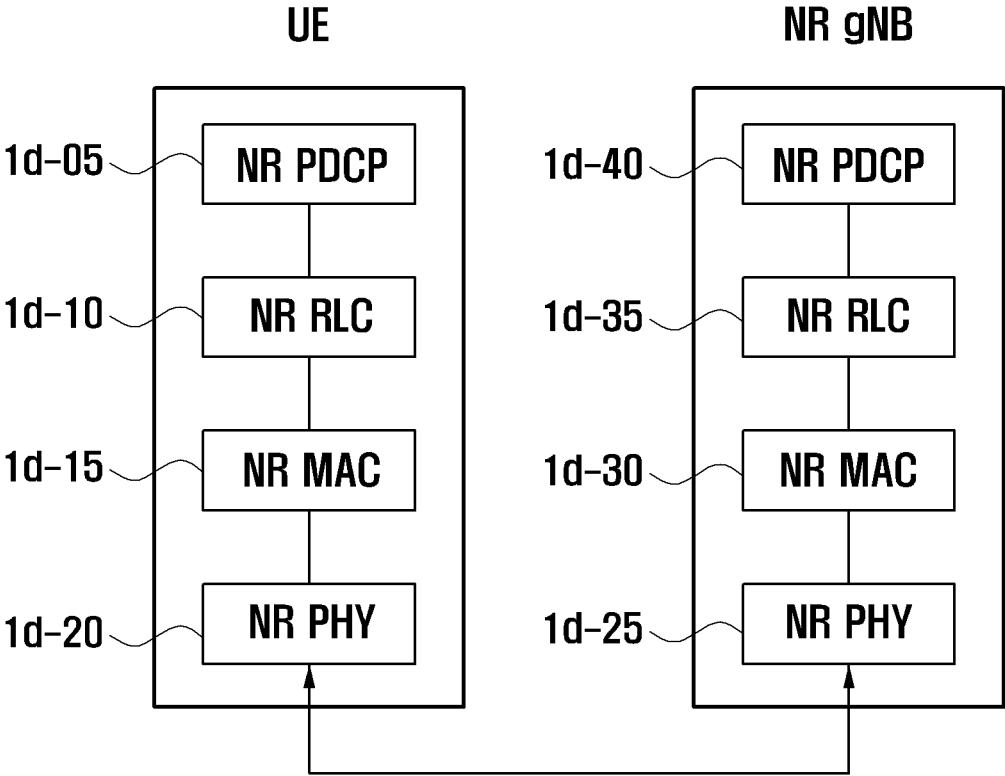 UE
NR gNB
1d-05
NR PDCP
1d-40
NR PDCP
1d-10
NR RLC
1d-35
NR RLC
1d-15
NR MAC
1d-30
NR MAC
1d-20
NR PHY
1d-25
NR PHY